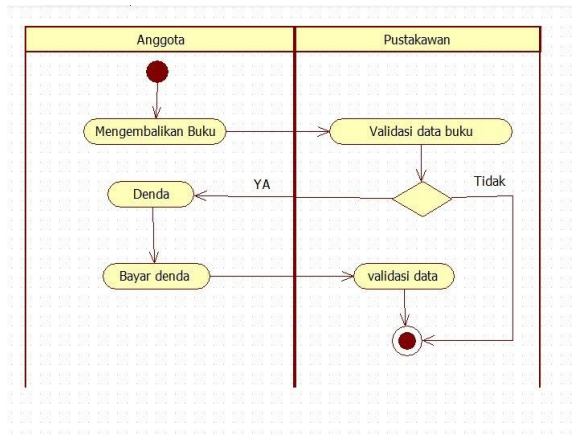 Anggota
Pustakawan
Mengembalikan Buku
Validasi data buku
Denda
YA
Tidak
Bayar denda
validasi data